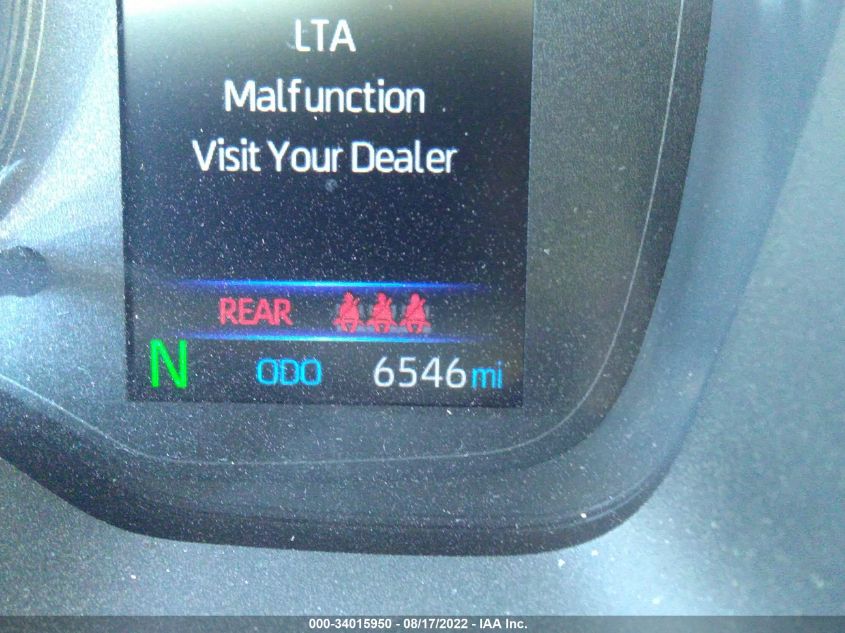 LTA
Malfunction
Visit Your Dealer
REAR
N ODO 6546 mi
000-34015950 - 08/17/2022 - IAA Inc.